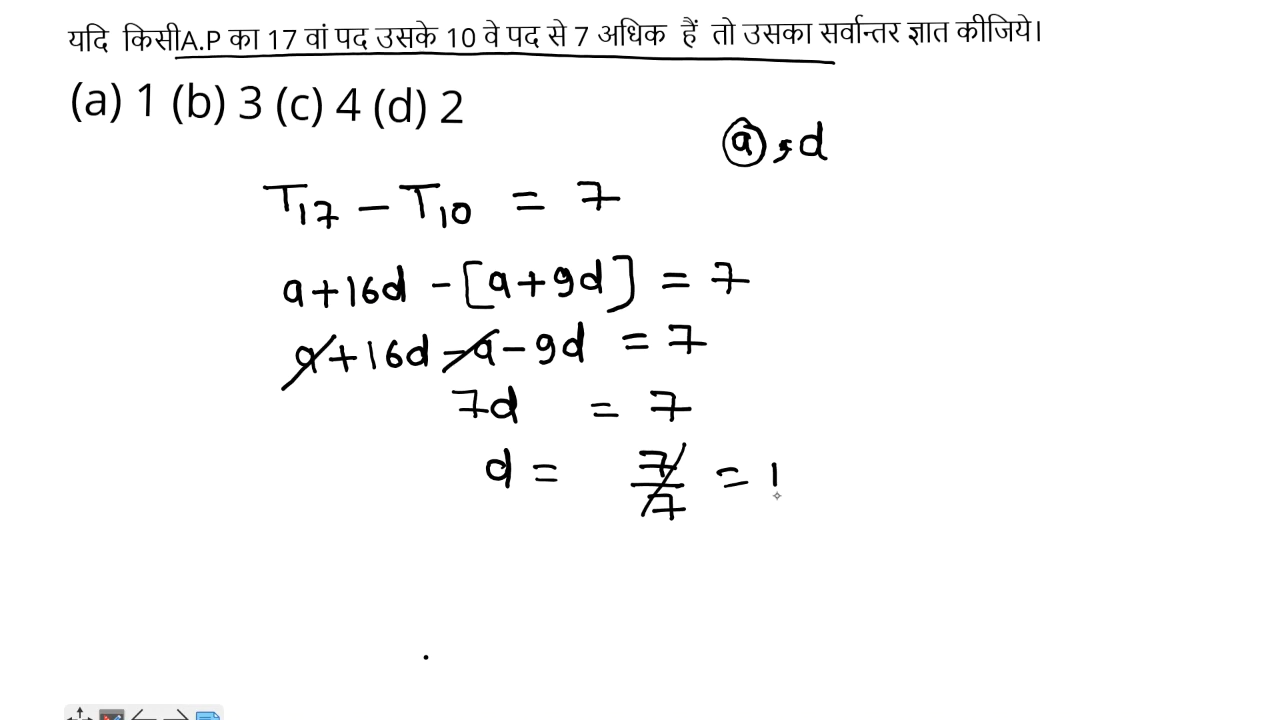 यदि किसीA.P का 17 वां पद उसके 10 वे पद से 7 अधिक हैं तो उसका सर्वान्तर ज्ञात कीजिये।
(a) 1 (b) 3 (c) 4 (d) 2
a, d
T₁₇ - T₁₀ = 7
a+16d - [a+9d] = 7
a+16d - a - 9d = 7
7d = 7
d = 7/7 = 1